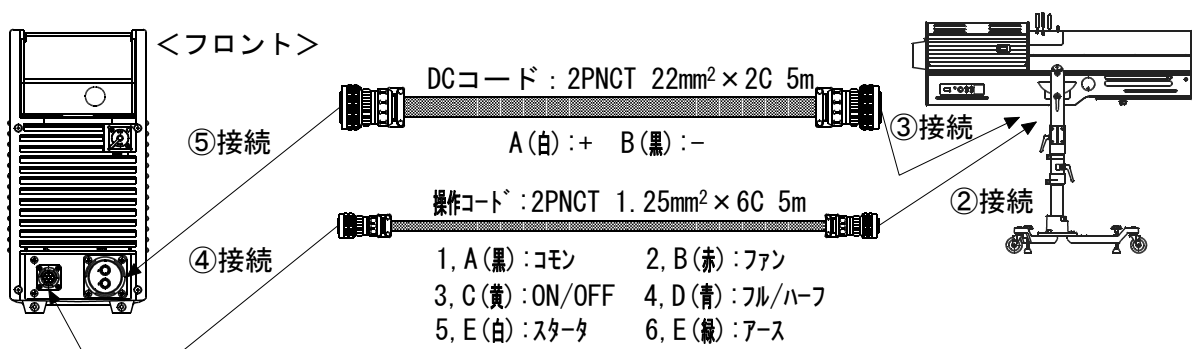 <フロント>
DCコード：2PNCT 22mm²×2C 5m
⑤接続
A(白):+ B(黒):-
③接続
操作コード:2PNCT 1.25mm²×6C 5m
②接続
④接続
1,A(黒):コモン 2,B(赤):ファン
3,C(黄):ON/OFF 4,D(青):フル/ハーフ
5,E(白):スタータ 6,E(緑):アース